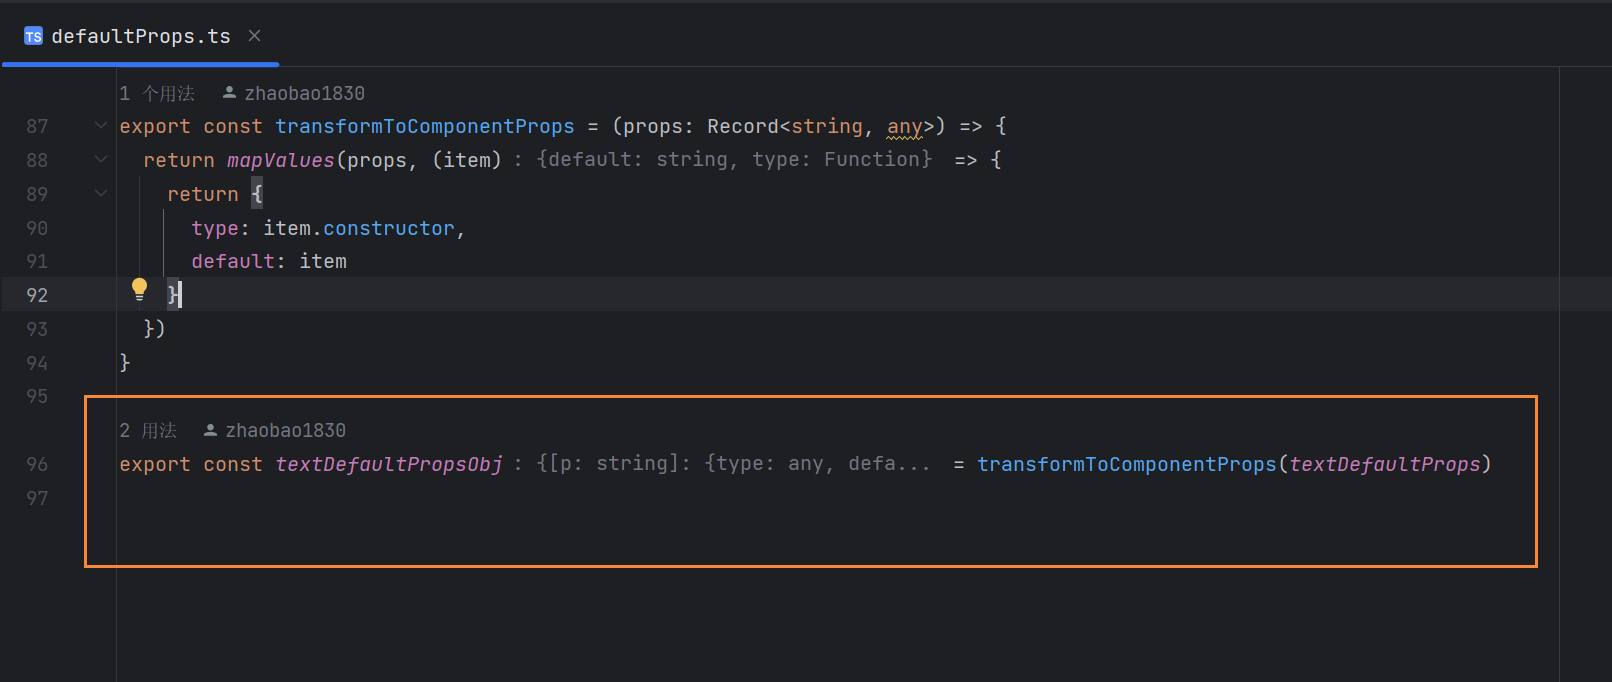 TS defaultProps.ts
1 个用法 zhaobao1830
87 export const transformToComponentProps = (props: Record<string, any>) => {
88 return mapValues(props, (item) : {default: string, type: Function} => {
89 return {
90 type: item.constructor,
91 default: item
92 }
93 })
94 }
95
2 用法 zhaobao1830
96 export const textDefaultPropsObj : {[p: string]: {type: any, defa... = transformToComponentProps(textDefaultProps)
97